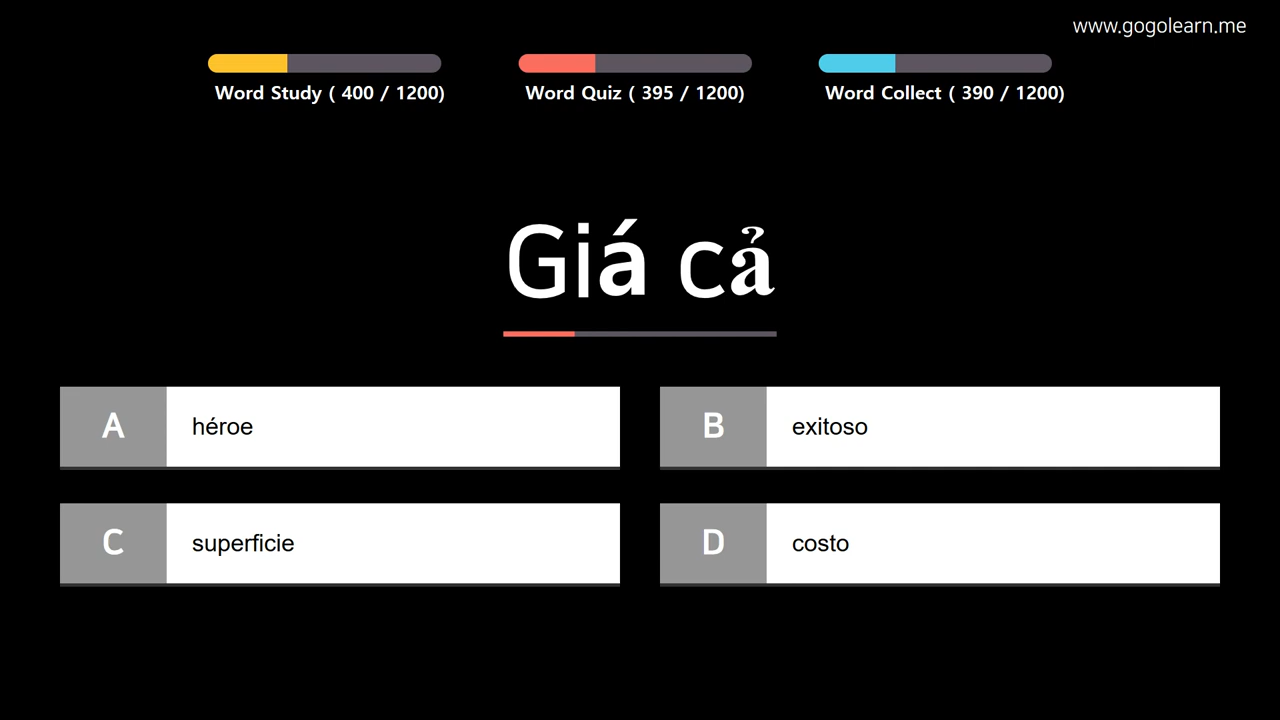 www.gogolearn.me
Word Study ( 400 / 1200)
Word Quiz ( 395 / 1200)
Word Collect ( 390 / 1200)
Giá cả
A
héroe
B
exitoso
C
superficie
D
costo